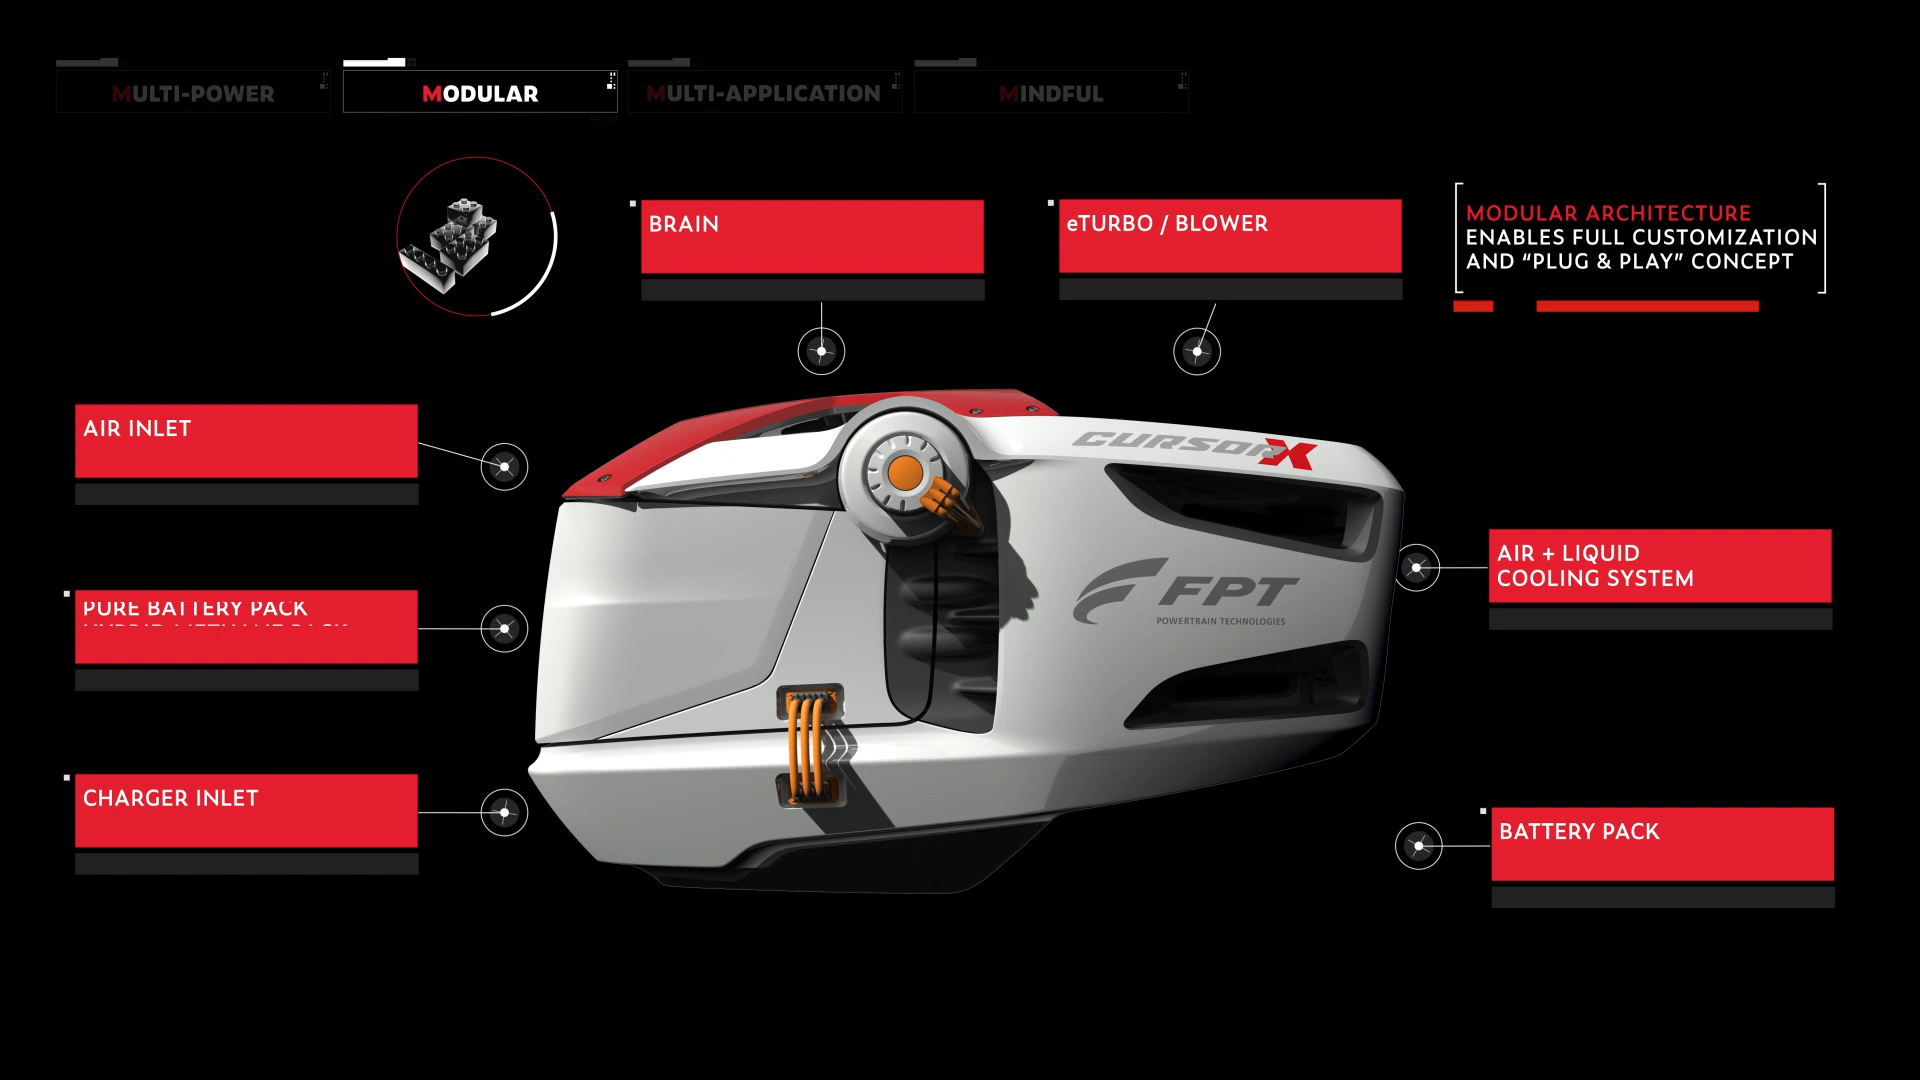 MULTI-POWER
MODULAR
MULTI-APPLICATION
MINDFUL
BRAIN
eTURBO / BLOWER
MODULAR ARCHITECTURE
ENABLES FULL CUSTOMIZATION
AND “PLUG & PLAY” CONCEPT
AIR INLET
CURSOR X
AIR + LIQUID
COOLING SYSTEM
PURE BATTERY PACK
FPT
POWERTRAIN TECHNOLOGIES
CHARGER INLET
BATTERY PACK